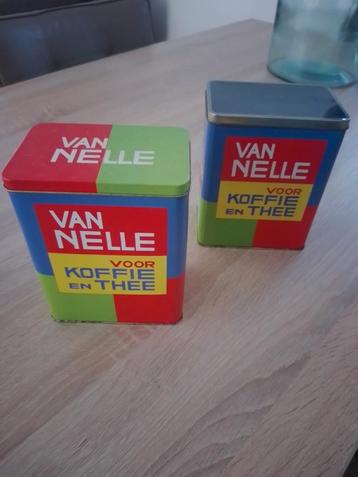 VAN
NELLE
VAN
NELLE
VOOR
KOFFIE
EN THEE
VAN
NELLE
VOOR
KOFFIE
EN THEE